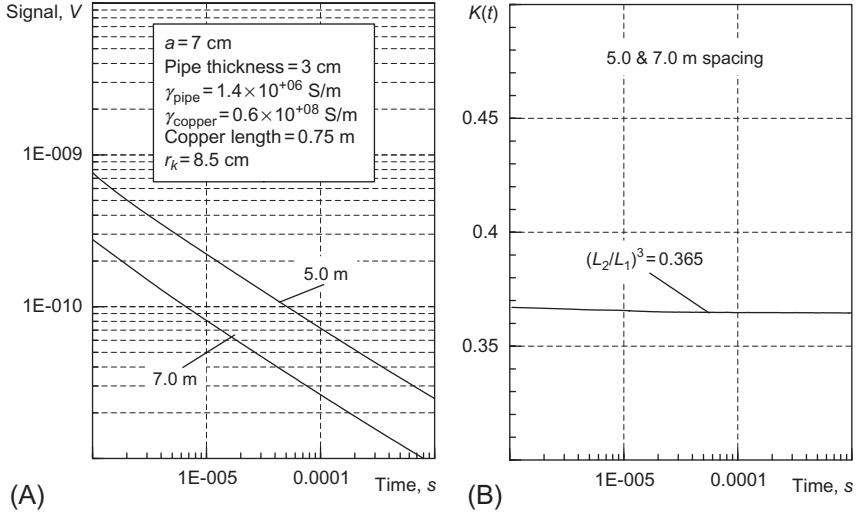 Signal, V
a = 7 cm
Pipe thickness = 3 cm
γpipe = 1.4×10+06 S/m
γcopper = 0.6×10+08 S/m
Copper length = 0.75 m
rk = 8.5 cm
1E-009
1E-010
5.0 m
7.0 m
1E-005
0.0001
Time, s
(A)
K(t)
5.0 & 7.0 m spacing
0.45
0.4
(L2/L1)3 = 0.365
0.35
1E-005
0.0001
Time, s
(B)